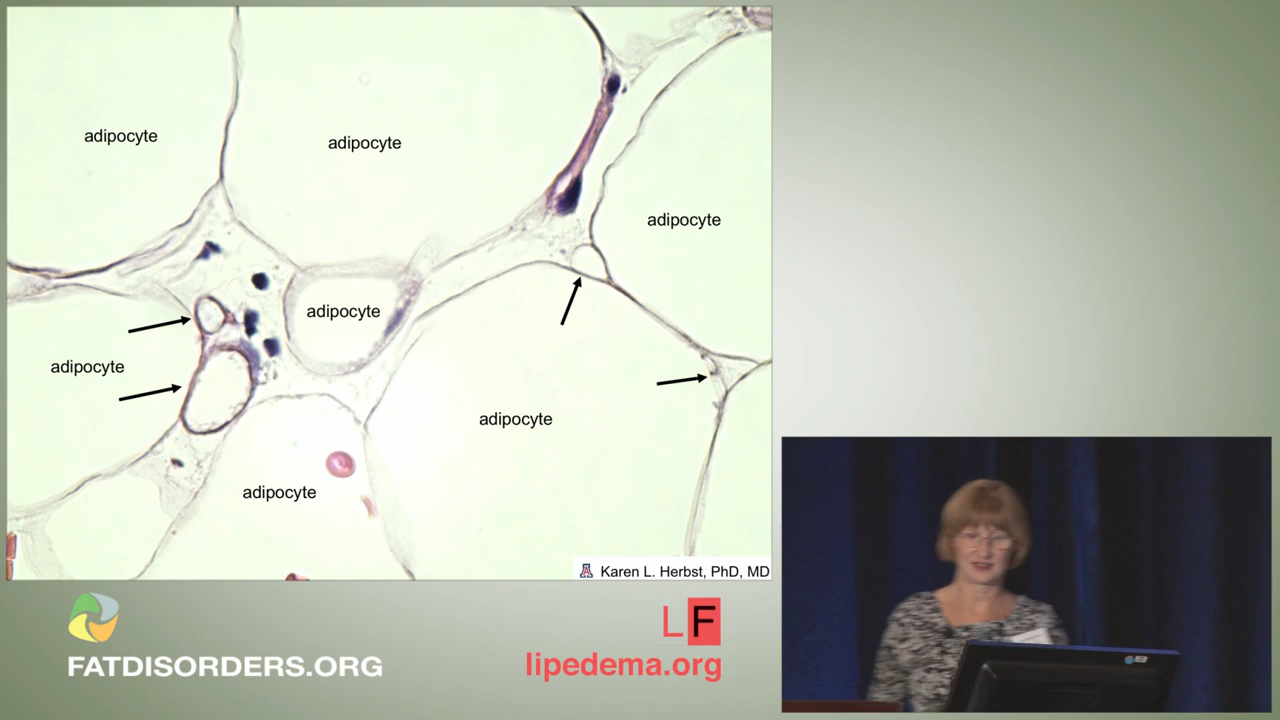 adipocyte
adipocyte
adipocyte
adipocyte
adipocyte
adipocyte
adipocyte
A Karen L. Herbst, PhD, MD
FATDISORDERS.ORG
LF
lipedema.org